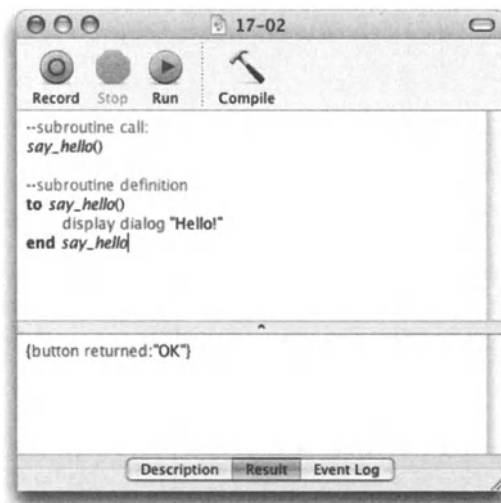 17-02
Record Stop Run Compile
--subroutine call:
say_hello()
--subroutine definition
to say_hello()
display dialog "Hello!"
end say_hello
{button returned:"OK"}
Description Result Event Log